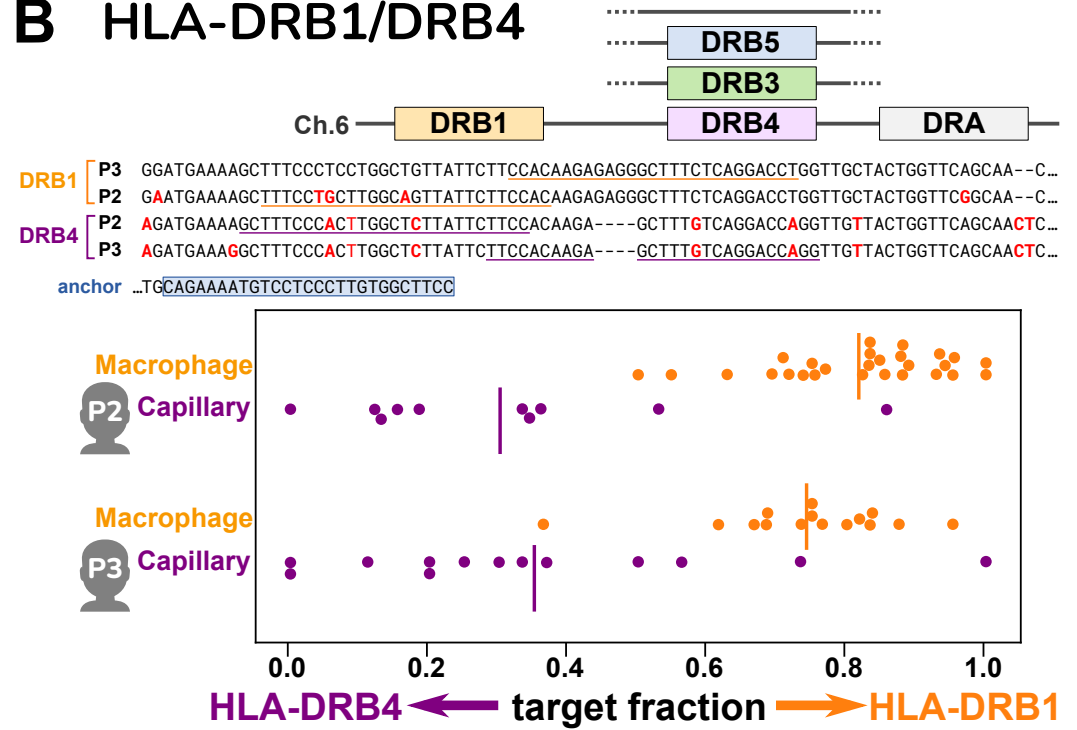 B HLA-DRB1/DRB4
DRB5
DRB3
Ch.6 DRB1 DRB4 DRA
DRB1 P3 GGATGAAAAGCTTTCCCTCCTGGCTGTTATTCTTCCACAAGAGAGGGCTTTCTCAGGACCTGGTTGCTACTGGTTCAGCAA--C…
P2 GAATGAAAAGCTTTCCTGCTTGGCAGTTATTCTTCCACAAGAGAGGGCTTTCTCAGGACCTGGTTGCTACTGGTTCGGCAA--C…
DRB4 P2 AGATGAAAAGCTTTCCCACTTGGCTCTTATTCTTCCACAAGA----GCTTTGTCAGGACCAGGTTGTTACTGGTTCAGCAACTC…
P3 AGATGAAAGGCTTTCCCACTTGGCTCTTATTCTTCCACAAGA----GCTTTGTCAGGACCAGGTTGTTACTGGTTCAGCAACTC…
anchor …TGCAGAAAATGTCCTCCCTTGTGGCTTCC
Macrophage
P2 Capillary
Macrophage
P3 Capillary
0.0 0.2 0.4 0.6 0.8 1.0
HLA-DRB4 target fraction HLA-DRB1